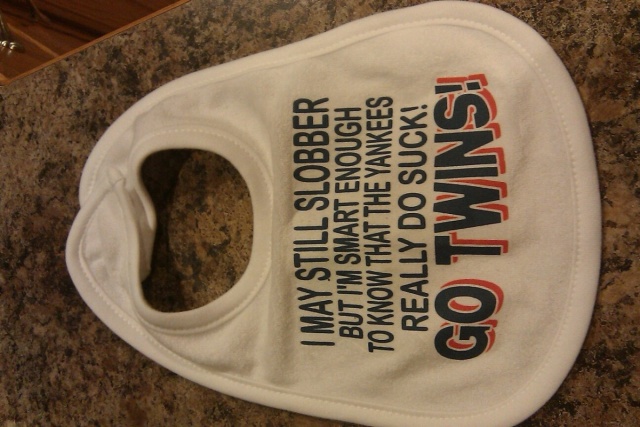 I MAY STILL SLOBBER
BUT I'M SMART ENOUGH
TO KNOW THAT THE YANKEES
REALLY DO SUCK!
GO TWINS!!